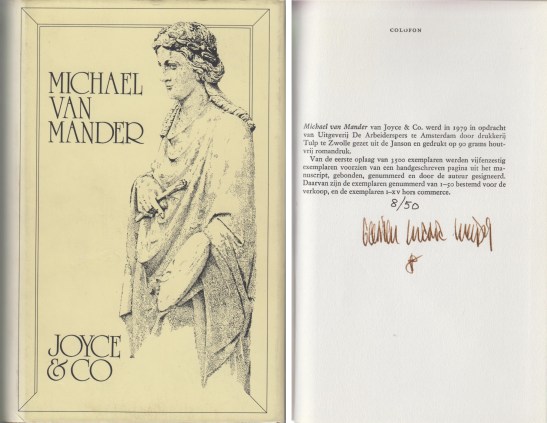 MICHAEL
VAN
MANDER
JOYCE
& CO
COLOFON
Michael van Mander van Joyce & Co. werd in 1979 in opdracht
van Uitgeverij De Arbeiderspers te Amsterdam door drukkerij
Tulp te Zwolle gezet uit de Janson en gedrukt op 90 grams hout-
vrij romandruk.
Van de eerste oplaag van 3500 exemplaren werden vijfenzestig
exemplaren voorzien van een handgeschreven pagina uit het ma-
nuscript, gebonden, genummerd en door de auteur gesigneerd.
Daarvan zijn de exemplaren genummerd van 1-50 bestemd voor de
verkoop, en de exemplaren I-XV hors commerce.
8/50